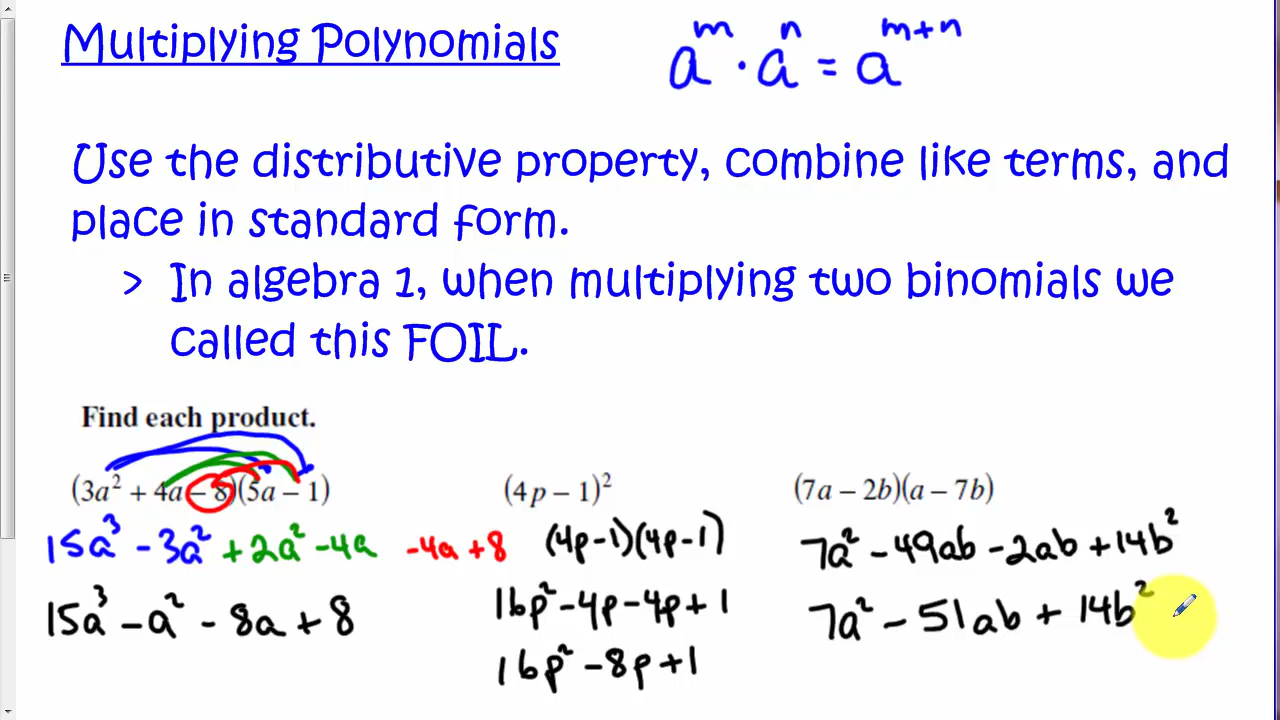 Multiplying Polynomials
a^m · a^n = a^(m+n)
Use the distributive property, combine like terms, and
place in standard form.
> In algebra 1, when multiplying two binomials we
called this FOIL.
Find each product.
(3a² + 4a − 8)(5a − 1)
15a³ - 3a² + 2a² - 4a - 4a + 8
15a³ - a² - 8a + 8
(4p − 1)²
(4p-1)(4p-1)
16p² - 4p - 4p + 1
16p² - 8p + 1
(7a − 2b)(a − 7b)
7a² - 49ab - 2ab + 14b²
7a² - 51ab + 14b²